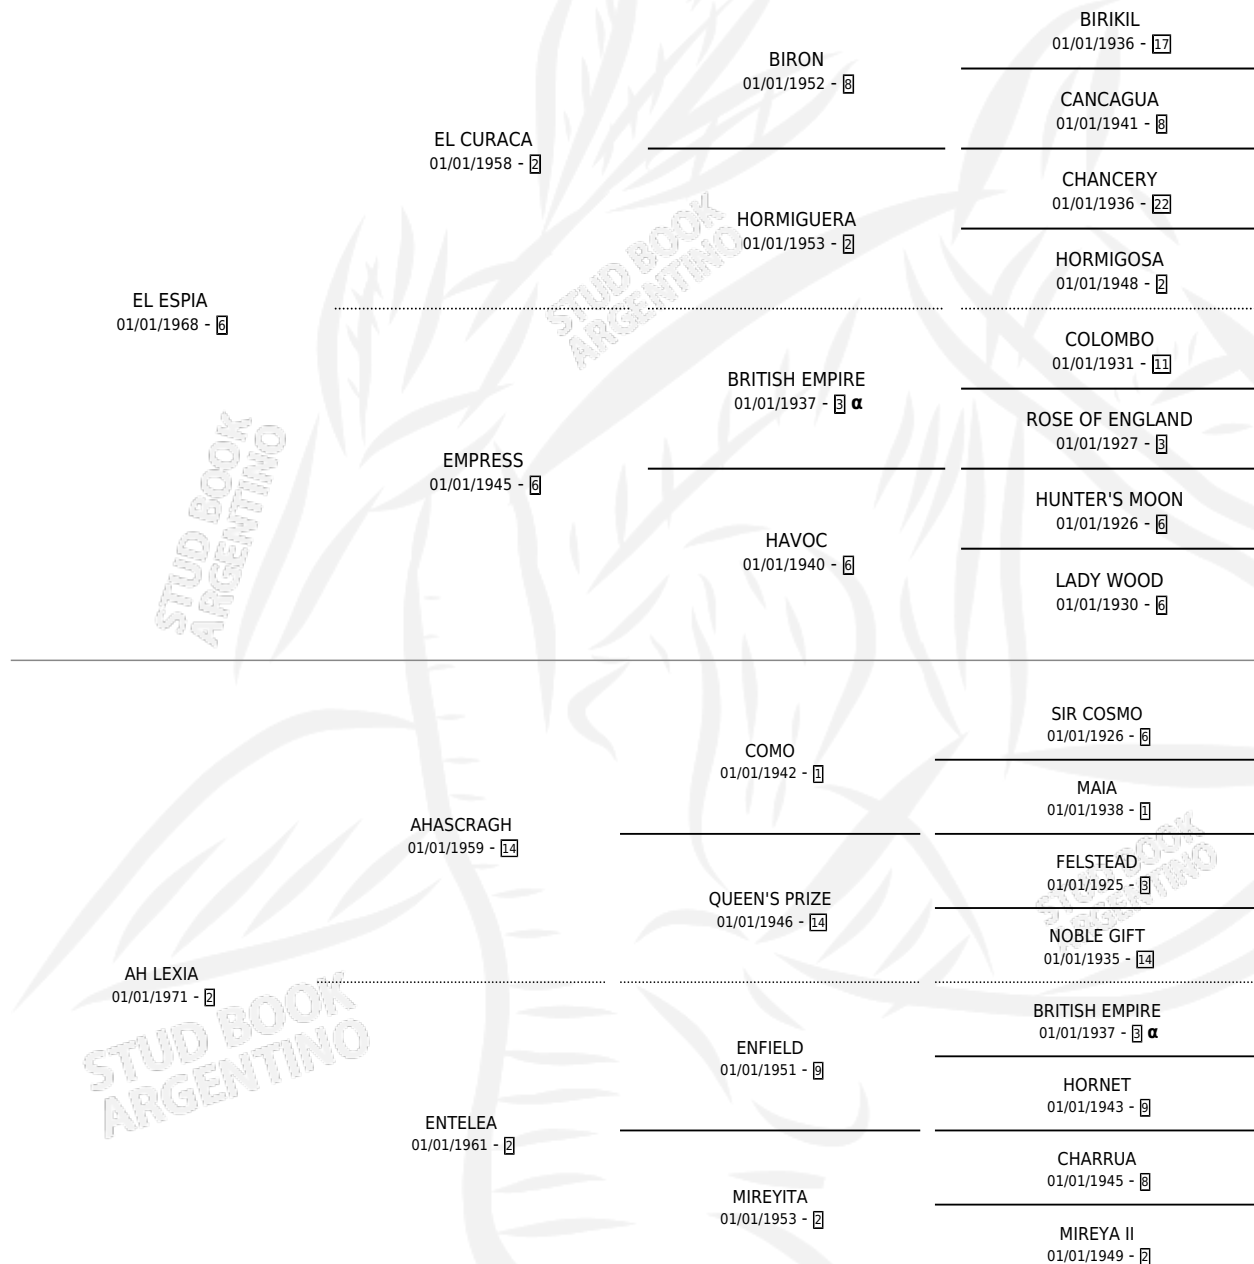 BIRIKIL
01/01/1936 - 17
BIRON
01/01/1952 - 8
CANCAGUA
01/01/1941 - 8
EL CURACA
01/01/1958 - 2
CHANCERY
01/01/1936 - 22
HORMIGUERA
01/01/1953 - 2
HORMIGOSA
01/01/1948 - 2
EL ESPIA
01/01/1968 - 6
COLOMBO
01/01/1931 - 11
BRITISH EMPIRE
01/01/1937 - 3 α
ROSE OF ENGLAND
01/01/1927 - 3
EMPRESS
01/01/1945 - 6
HUNTER'S MOON
01/01/1926 - 6
HAVOC
01/01/1940 - 6
LADY WOOD
01/01/1930 - 6
SIR COSMO
01/01/1926 - 6
COMO
01/01/1942 - 1
MAIA
01/01/1938 - 1
AHASCRAGH
01/01/1959 - 14
FELSTEAD
01/01/1925 - 3
QUEEN'S PRIZE
01/01/1946 - 14
NOBLE GIFT
01/01/1935 - 14
AH LEXIA
01/01/1971 - 2
BRITISH EMPIRE
01/01/1937 - 3 α
ENFIELD
01/01/1951 - 9
HORNET
01/01/1943 - 9
ENTELEA
01/01/1961 - 2
CHARRUA
01/01/1945 - 8
MIREYITA
01/01/1953 - 2
MIREYA II
01/01/1949 - 2
STUD BOOK
ARGENTINO
STUD BOOK
ARGENTINO
STUD BOOK
ARGENTINO
STUD BOOK
ARGENTINO